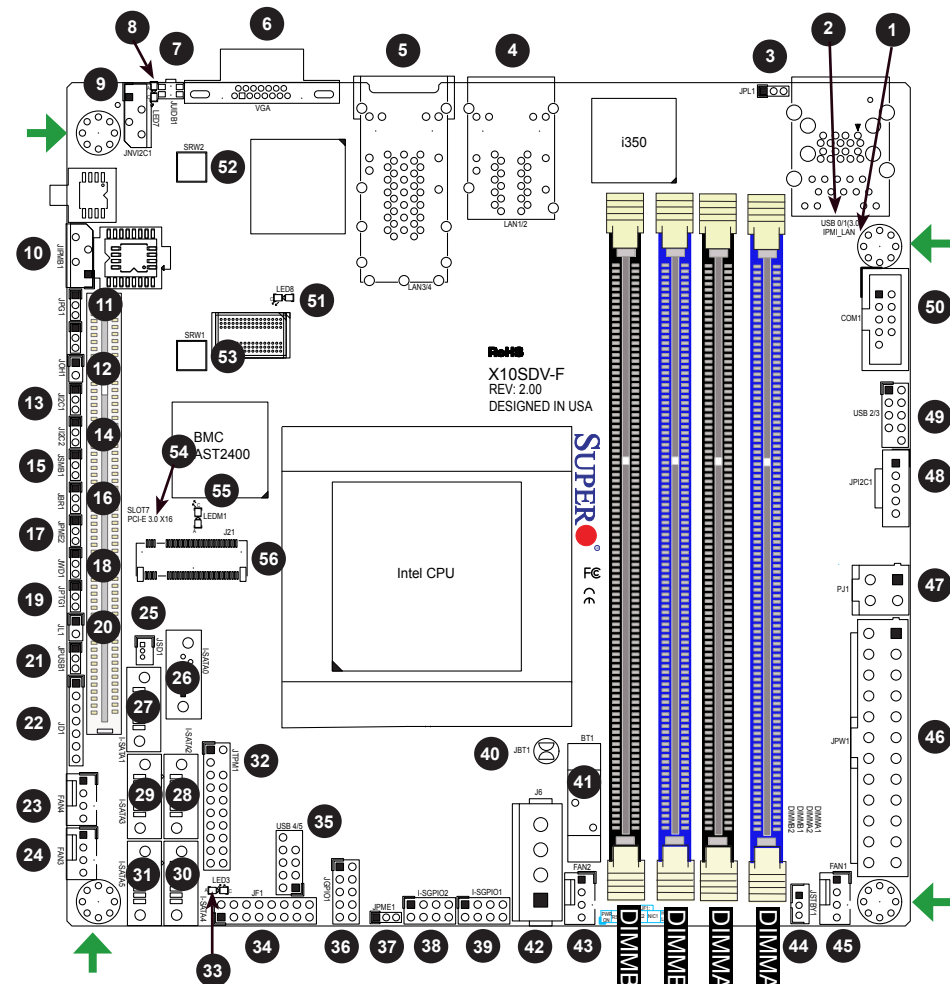 8
7
6
5
4
3
2
1
9
LED7
JUIDB1
VGA
JPL1
JNVI2C1
SRW2
52
i350
LAN1/2
USB 0/1(3.0
IPMI_LAN
10
JIPMB1
LAN3/4
LED8
51
50
COM1
JPG1
11
SRW1
53
RoHS
X10SDV-F
REV: 2.00
DESIGNED IN USA
12
JOH1
13
JI2C1
USB 2/3
49
14
JI2C2
54
BMC
AST2400
SUPER
15
JSMB1
55
JPI2C1
48
16
JBR1
SLOT7
PCI-E 3.0 X16
LEDM1
17
JPME2
J21
18
JWD1
56
Intel CPU
FC
CE
19
JPTG1
PJ1
47
25
20
JL1
JSD1
21
JPUSB1
26
I-SATA0
27
22
JD1
I-SATA1
I-SATA2
JTPM1
32
40
JBT1
BT1
41
JPW1
46
23
FAN4
29
28
I-SATA3
USB 4/5
35
J6
DIMMB2
DIMMB1
DIMMA2
DIMMA1
24
FAN3
31
30
I-SATA5
I-SATA4
LED3
JF1
JGPIO1
JPME1
I-SGPIO2
I-SGPIO1
FAN2
PWR
ON
NIC1
JSTBY1
FAN1
33
34
36
37
38
39
42
43
DIMMB
DIMME
DIMMA
DIMMA
44
45